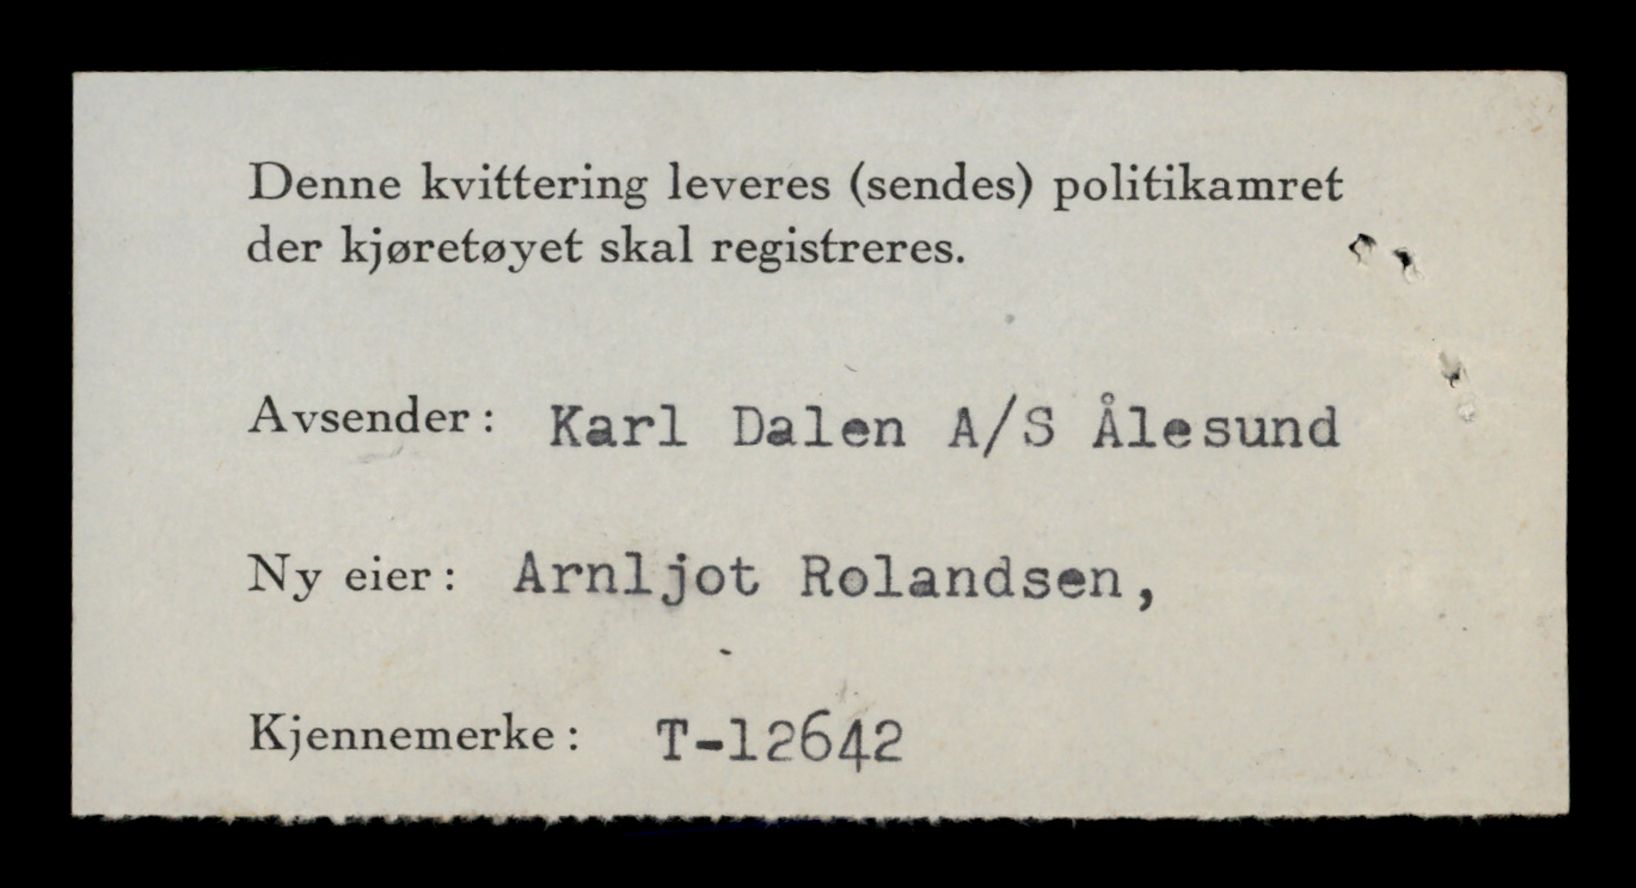 Denne kvittering leveres (sendes) politikamret
der kjøretøyet skal registreres.
Avsender: Karl Dalen A/S Ålesund
Ny eier: Arnljot Rolandsen,
Kjennemerke: T-12642